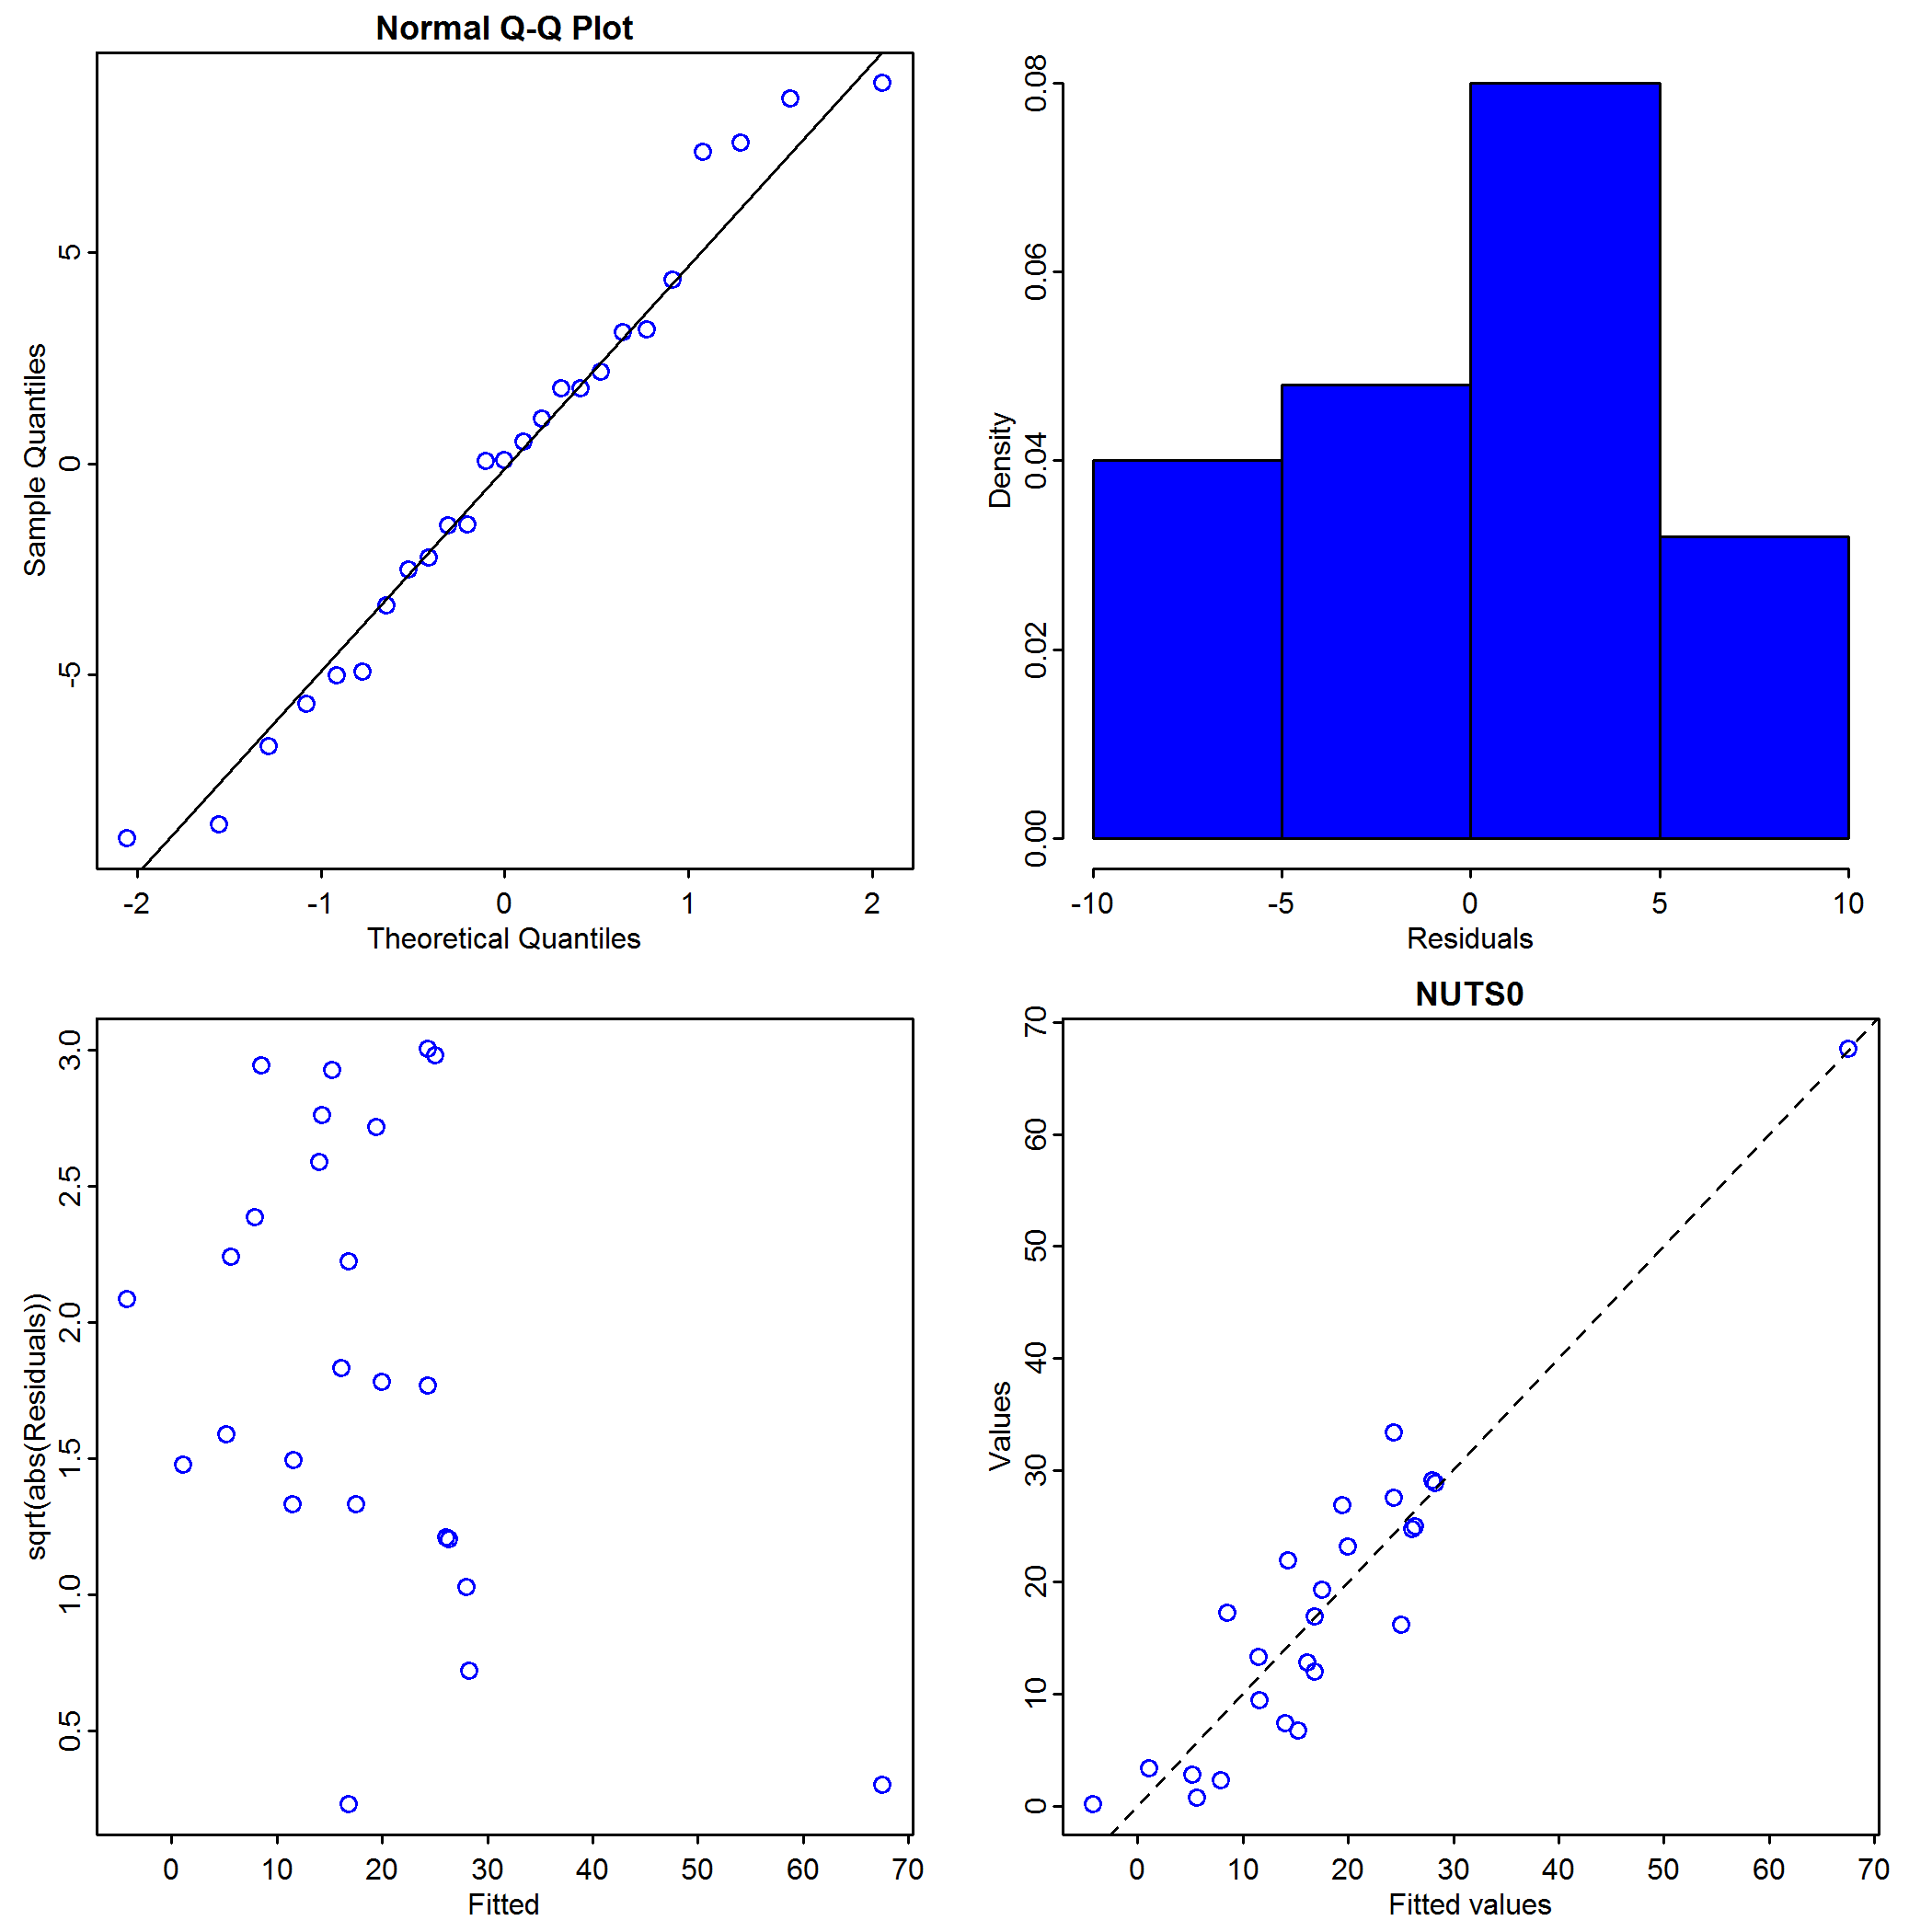 Normal Q-Q Plot
Sample Quantiles
5
0
-5
-2 -1 0 1 2
Theoretical Quantiles
Density
0.08
0.06
0.04
0.02
0.00
-10 -5 0 5 10
Residuals
sqrt(abs(Residuals))
3.0
2.5
2.0
1.5
1.0
0.5
0 10 20 30 40 50 60 70
Fitted
NUTS0
Values
70
60
50
40
30
20
10
0
0 10 20 30 40 50 60 70
Fitted values